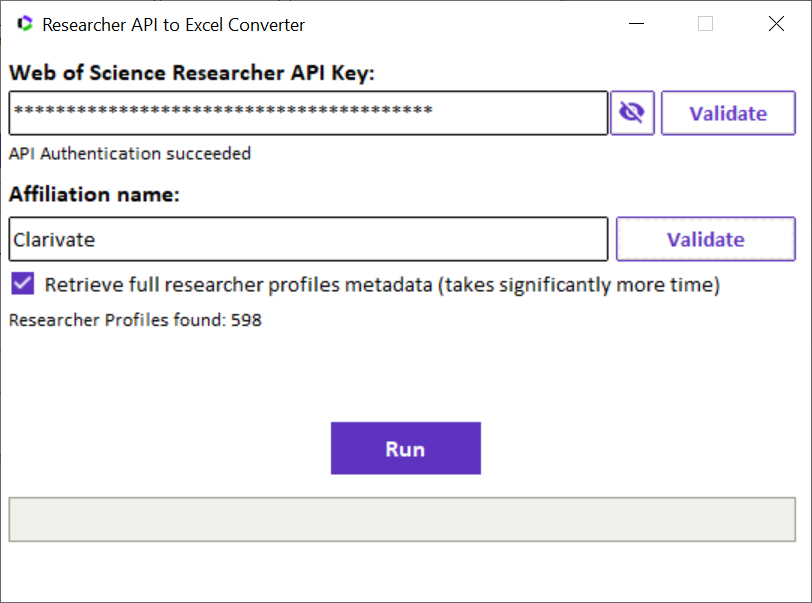 Researcher API to Excel Converter
Web of Science Researcher API Key:
**************************************** Validate
API Authentication succeeded
Affiliation name:
Clarivate Validate
Retrieve full researcher profiles metadata (takes significantly more time)
Researcher Profiles found: 598
Run